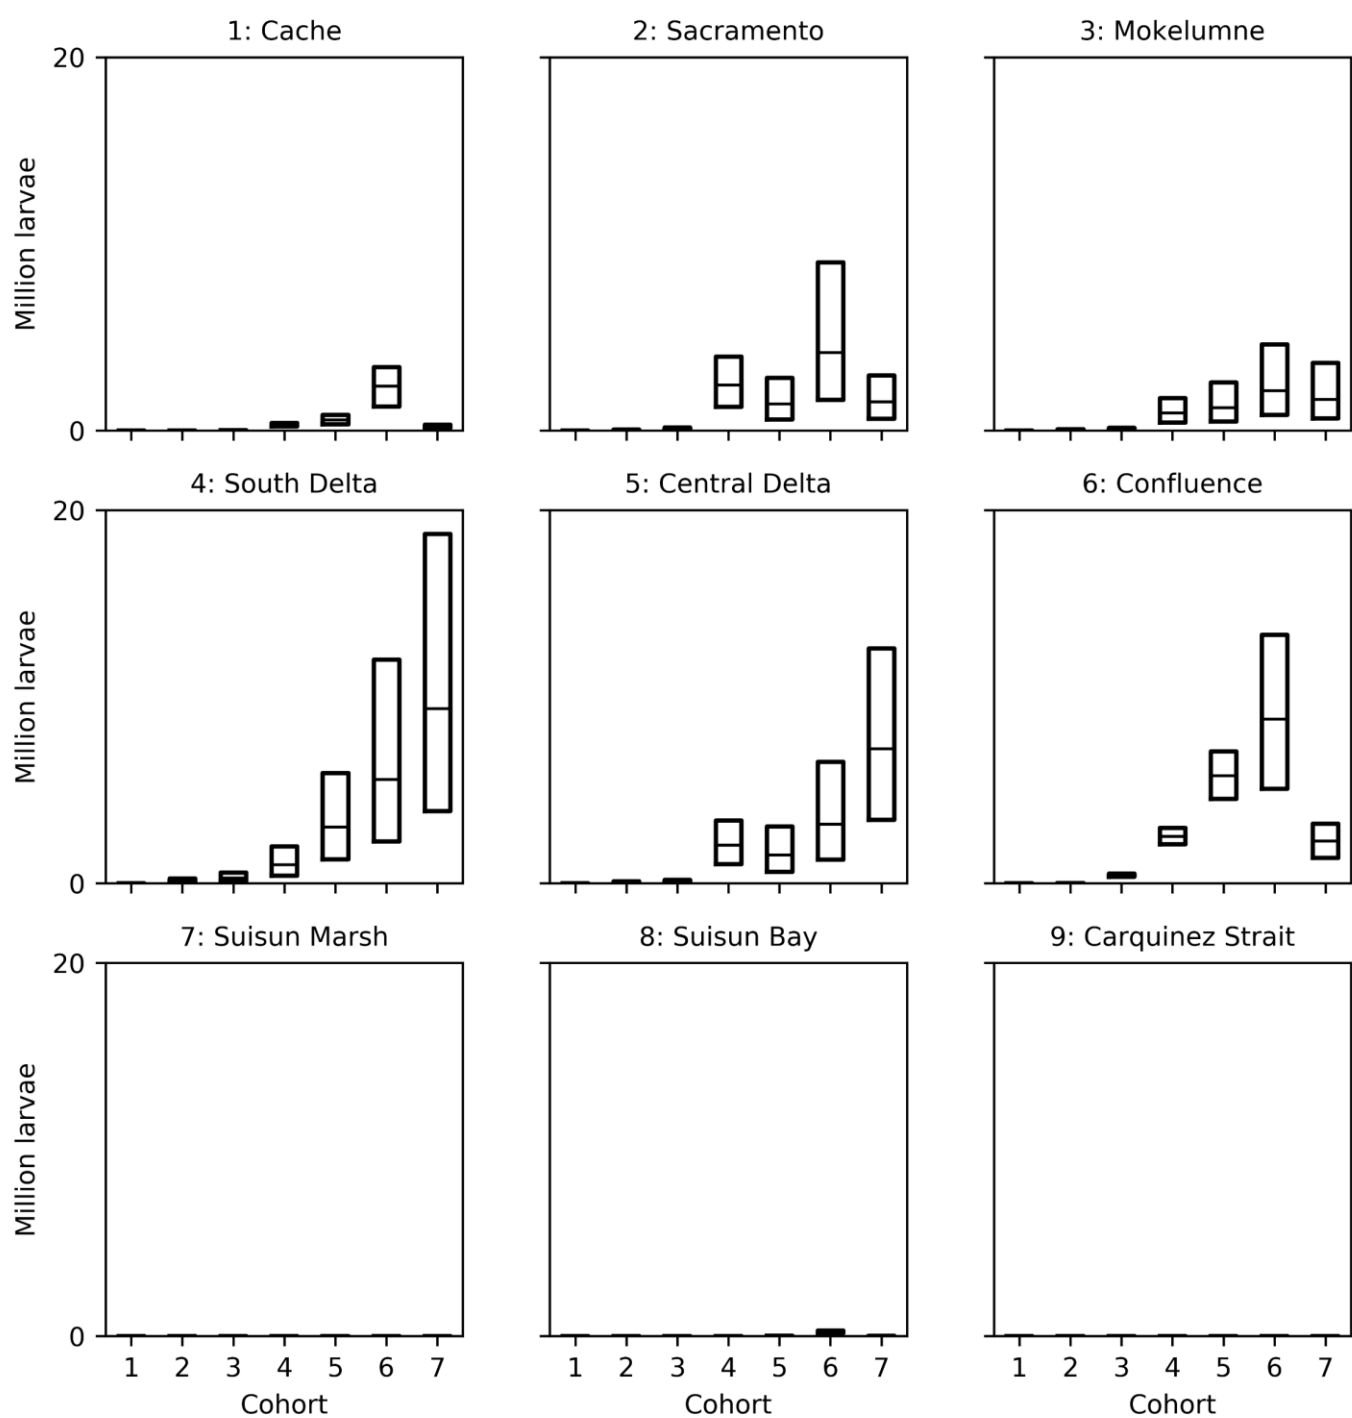 1: Cache
2: Sacramento
3: Mokelumne
20
Million larvae
0
4: South Delta
5: Central Delta
6: Confluence
20
Million larvae
0
7: Suisun Marsh
8: Suisun Bay
9: Carquinez Strait
20
Million larvae
0
1 2 3 4 5 6 7
1 2 3 4 5 6 7
1 2 3 4 5 6 7
Cohort
Cohort
Cohort